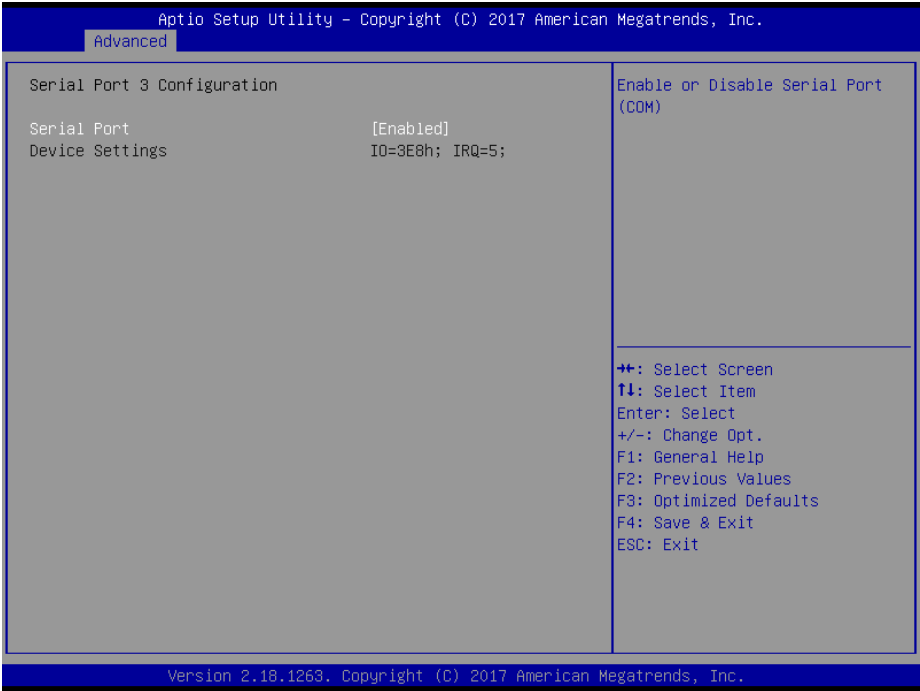 Aptio Setup Utility – Copyright (C) 2017 American Megatrends, Inc.
Advanced
Serial Port 3 Configuration
Serial Port [Enabled]
Device Settings IO=3E8h; IRQ=5;
Enable or Disable Serial Port
(COM)
→←: Select Screen
↑↓: Select Item
Enter: Select
+/-: Change Opt.
F1: General Help
F2: Previous Values
F3: Optimized Defaults
F4: Save & Exit
ESC: Exit
Version 2.18.1263. Copyright (C) 2017 American Megatrends, Inc.